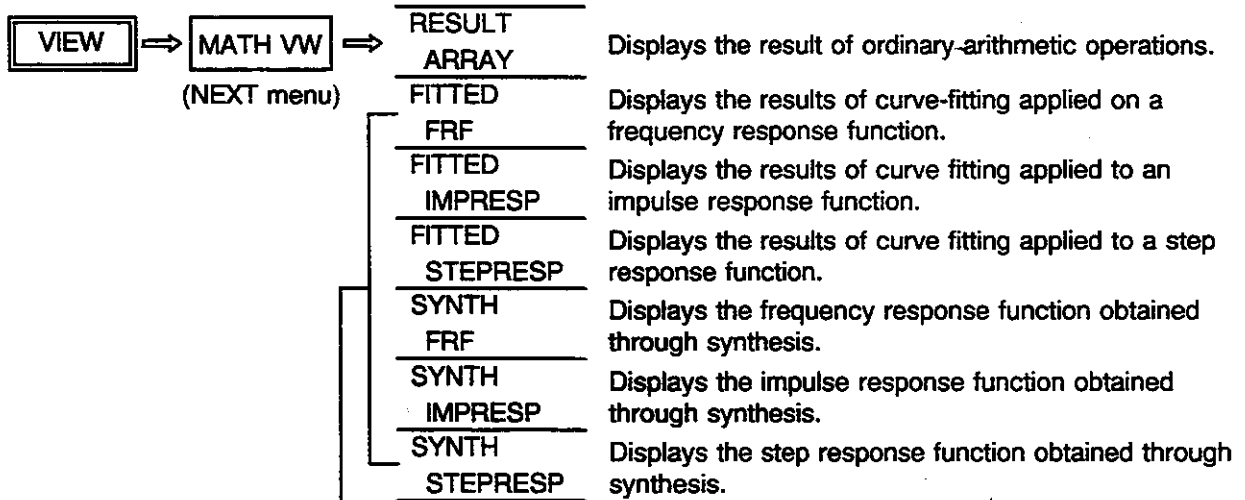 VIEW ⇒ MATH VW ⇒ RESULT
ARRAY
Displays the result of ordinary-arithmetic operations.
(NEXT menu)
FITTED
FRF
Displays the results of curve-fitting applied on a
frequency response function.
FITTED
IMPRESP
Displays the results of curve fitting applied to an
impulse response function.
FITTED
STEPRESP
Displays the results of curve fitting applied to a step
response function.
SYNTH
FRF
Displays the frequency response function obtained
through synthesis.
SYNTH
IMPRESP
Displays the impulse response function obtained
through synthesis.
SYNTH
STEPRESP
Displays the step response function obtained through
synthesis.